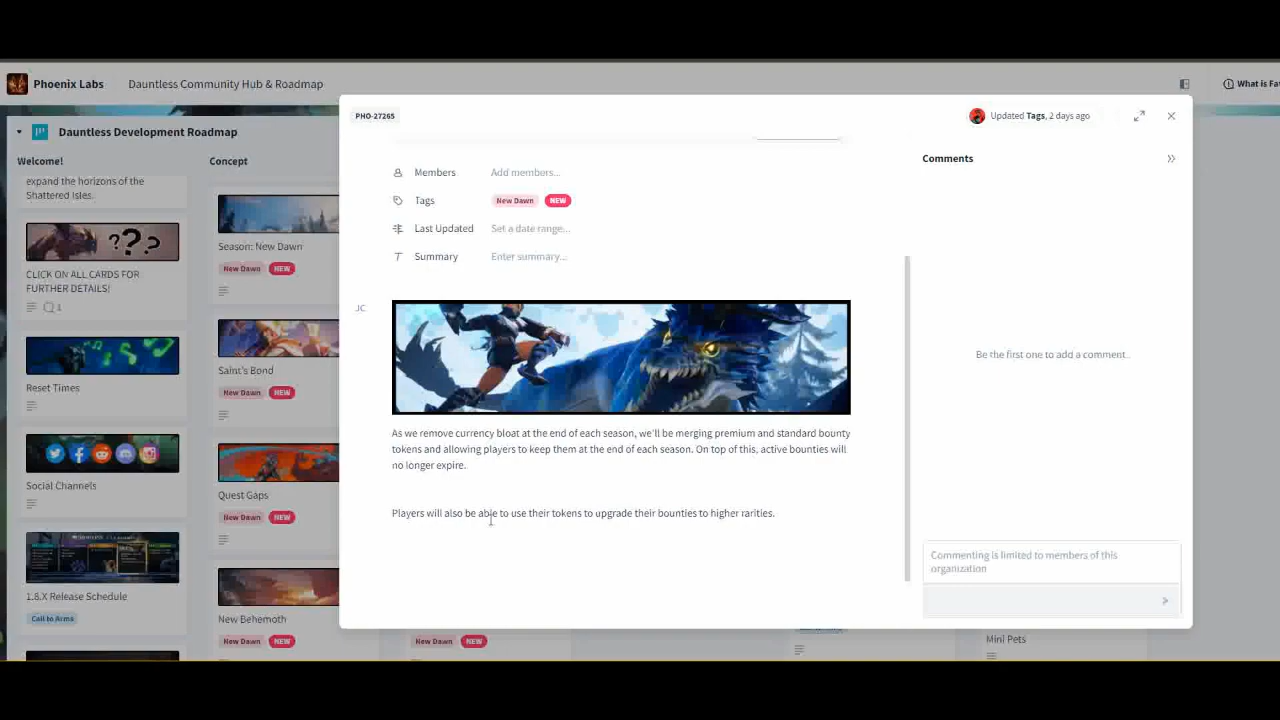 Phoenix Labs
Dauntless Community Hub & Roadmap
What is Fav
Dauntless Development Roadmap
Welcome!
Concept
expand the horizons of the
Shattered Isles.
???
CLICK ON ALL CARDS FOR
FURTHER DETAILS!
1
Reset Times
Social Channels
1.8.X Release Schedule
Call to Arms
Season: New Dawn
New Dawn
NEW
Saint's Bond
New Dawn
NEW
Quest Gaps
New Dawn
NEW
New Behemoth
New Dawn
NEW
New Dawn
NEW
Mini Pets
PHO-27265
Updated Tags, 2 days ago
Members
Add members...
Tags
New Dawn
NEW
Last Updated
Set a date range...
Summary
Enter summary...
JC
As we remove currency bloat at the end of each season, we'll be merging premium and standard bounty
tokens and allowing players to keep them at the end of each season. On top of this, active bounties will
no longer expire.
Players will also be able to use their tokens to upgrade their bounties to higher rarities.
Comments
Be the first one to add a comment.
Commenting is limited to members of this
organization